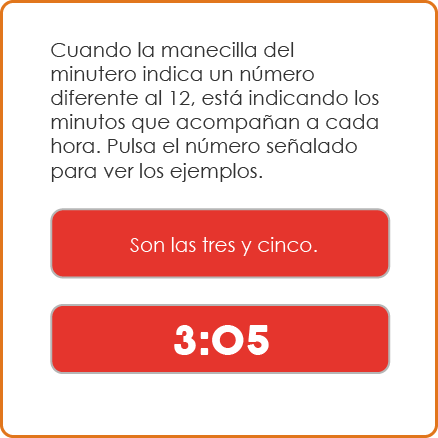 Cuando la manecilla del
minutero indica un número
diferente al 12, está indicando los
minutos que acompañan a cada
hora. Pulsa el número señalado
para ver los ejemplos.
Son las tres y cinco.
3:05